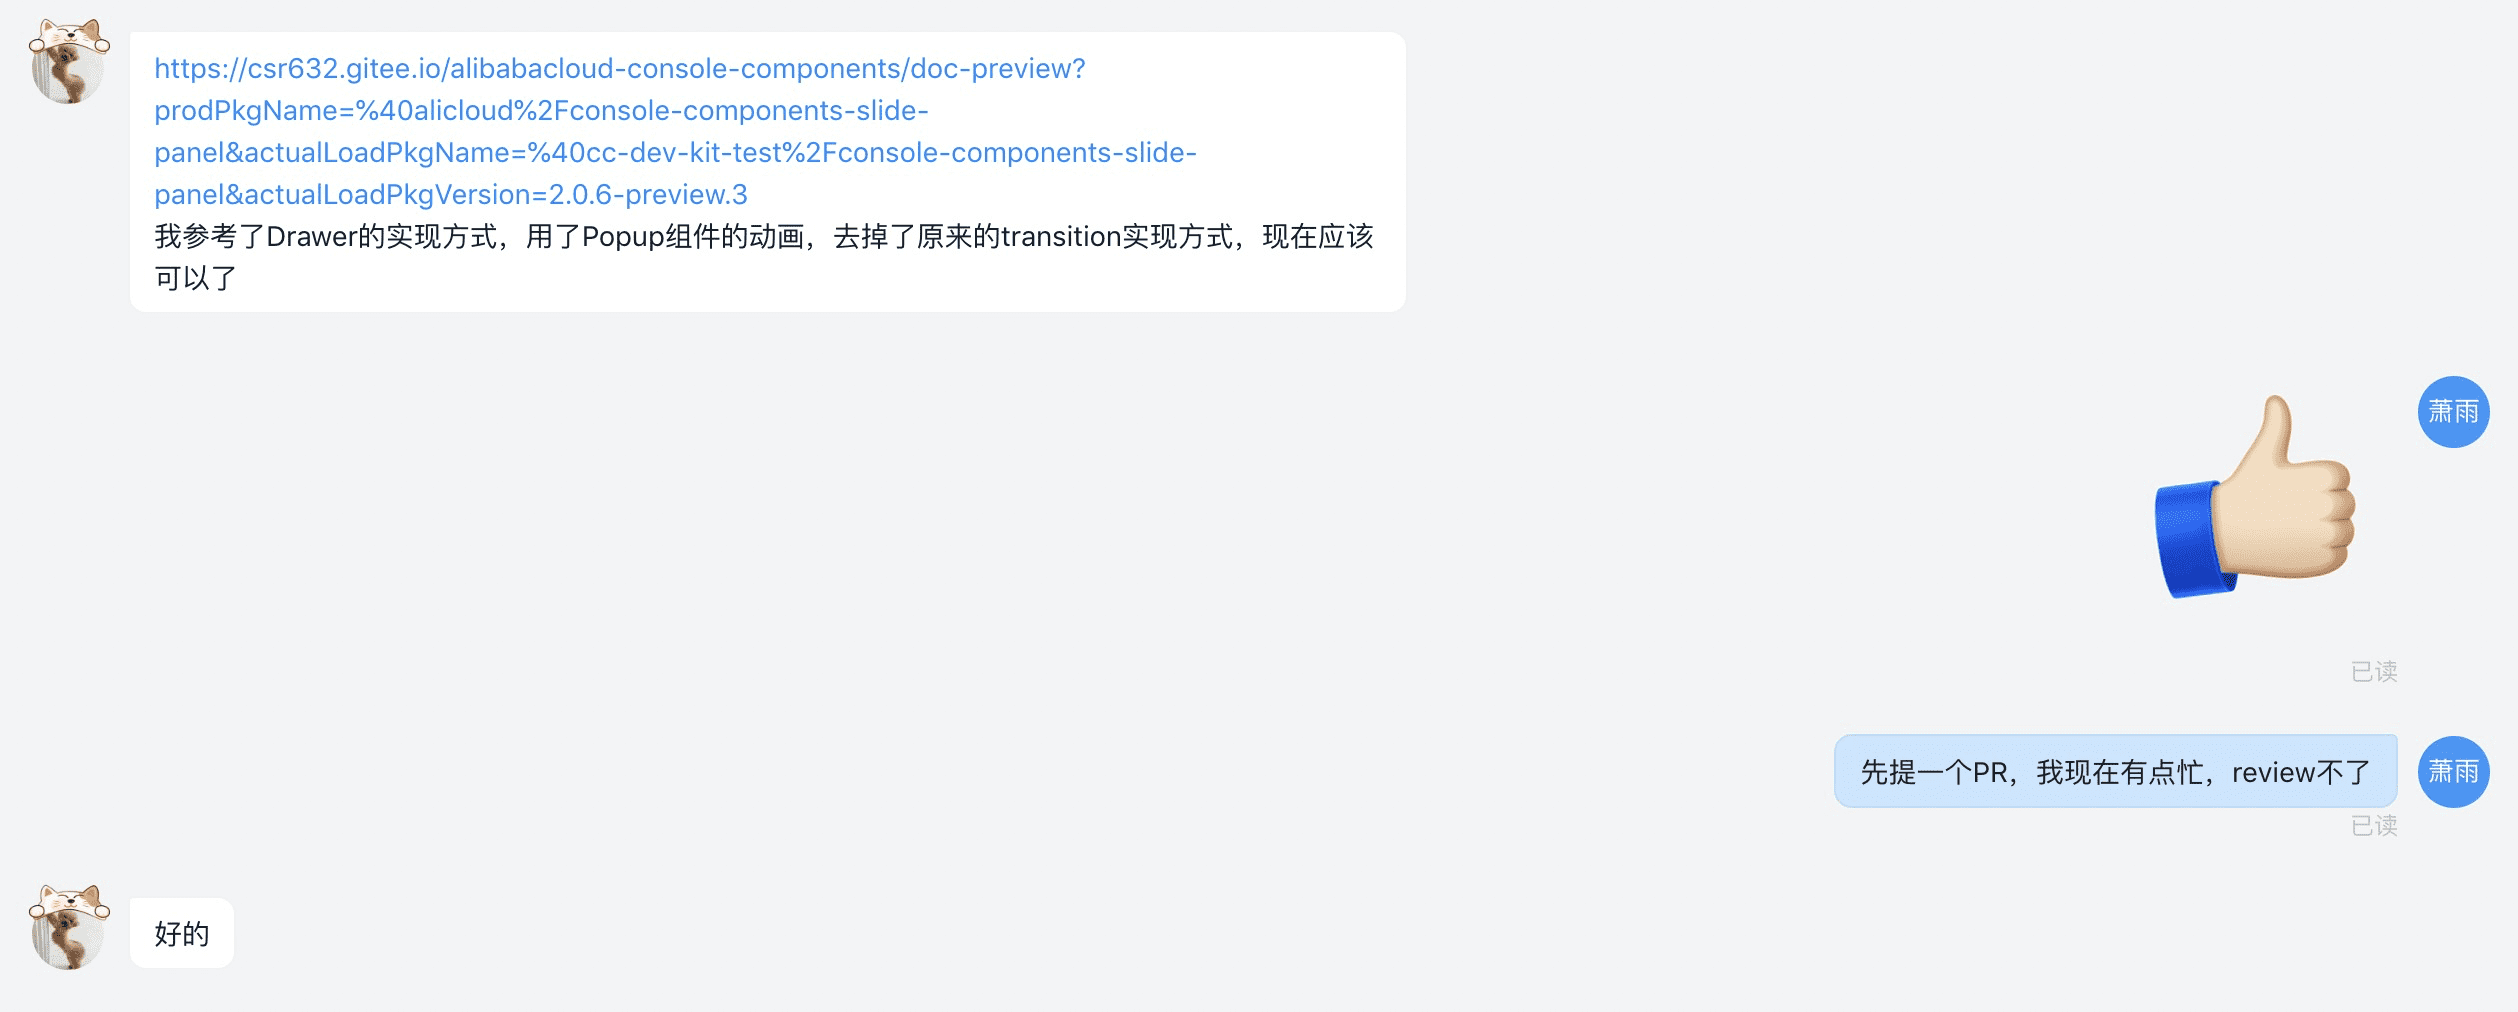 https://csr632.gitee.io/alibabacloud-console-components/doc-preview?
prodPkgName=%40alicloud%2Fconsole-components-slide-
panel&actualLoadPkgName=%40cc-dev-kit-test%2Fconsole-components-slide-
panel&actualLoadPkgVersion=2.0.6-preview.3
我参考了Drawer的实现方式，用了Popup组件的动画，去掉了原来的transition实现方式，现在应该
可以了
萧雨
已读
先提一个PR，我现在有点忙，review不了
萧雨
已读
好的